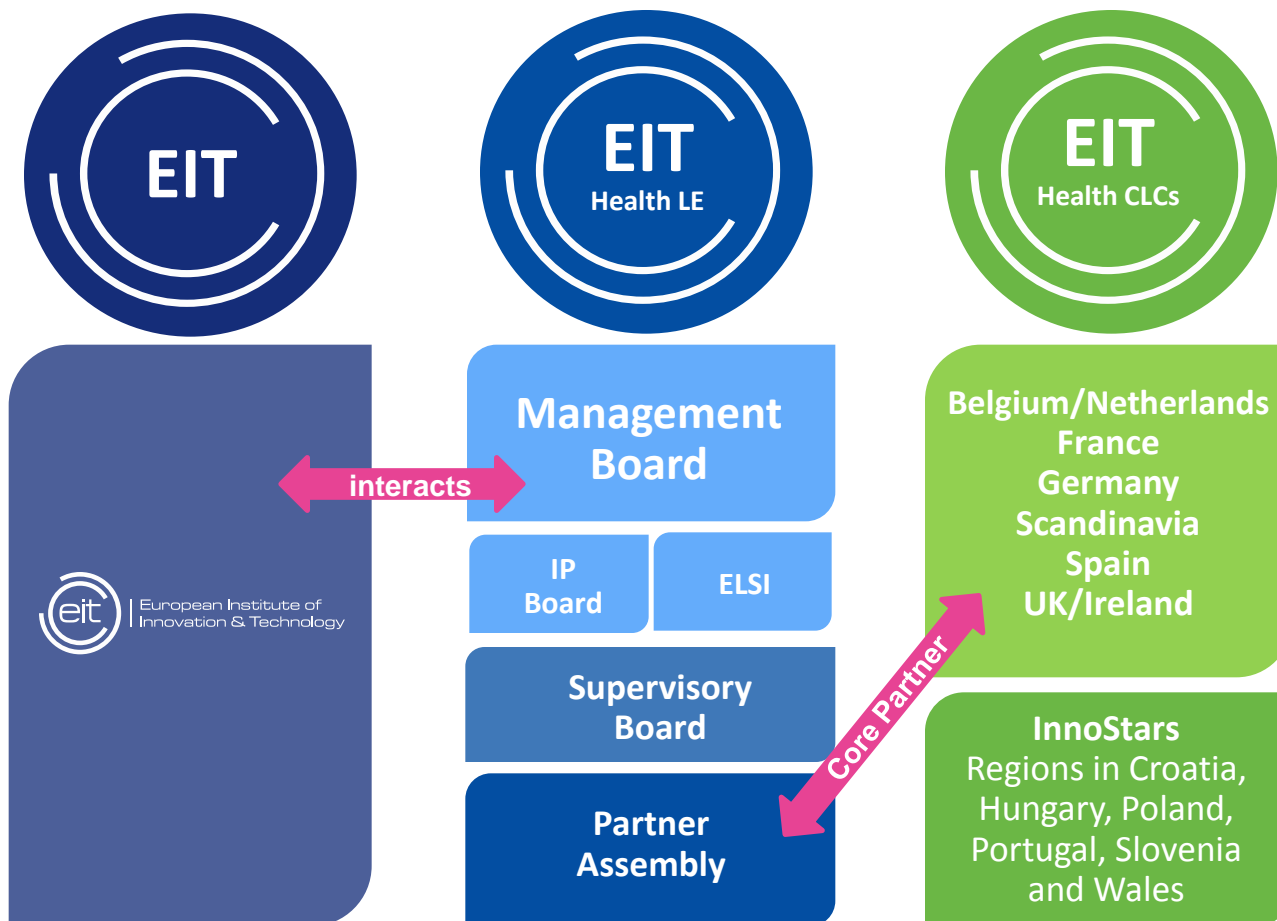 EIT
EIT
Health LE
EIT
Health CLCs
eit
European Institute of
Innovation & Technology
interacts
Management
Board
IP
Board
ELSI
Supervisory
Board
Partner
Assembly
Core Partner
Belgium/Netherlands
France
Germany
Scandinavia
Spain
UK/Ireland
InnoStars
Regions in Croatia,
Hungary, Poland,
Portugal, Slovenia
and Wales